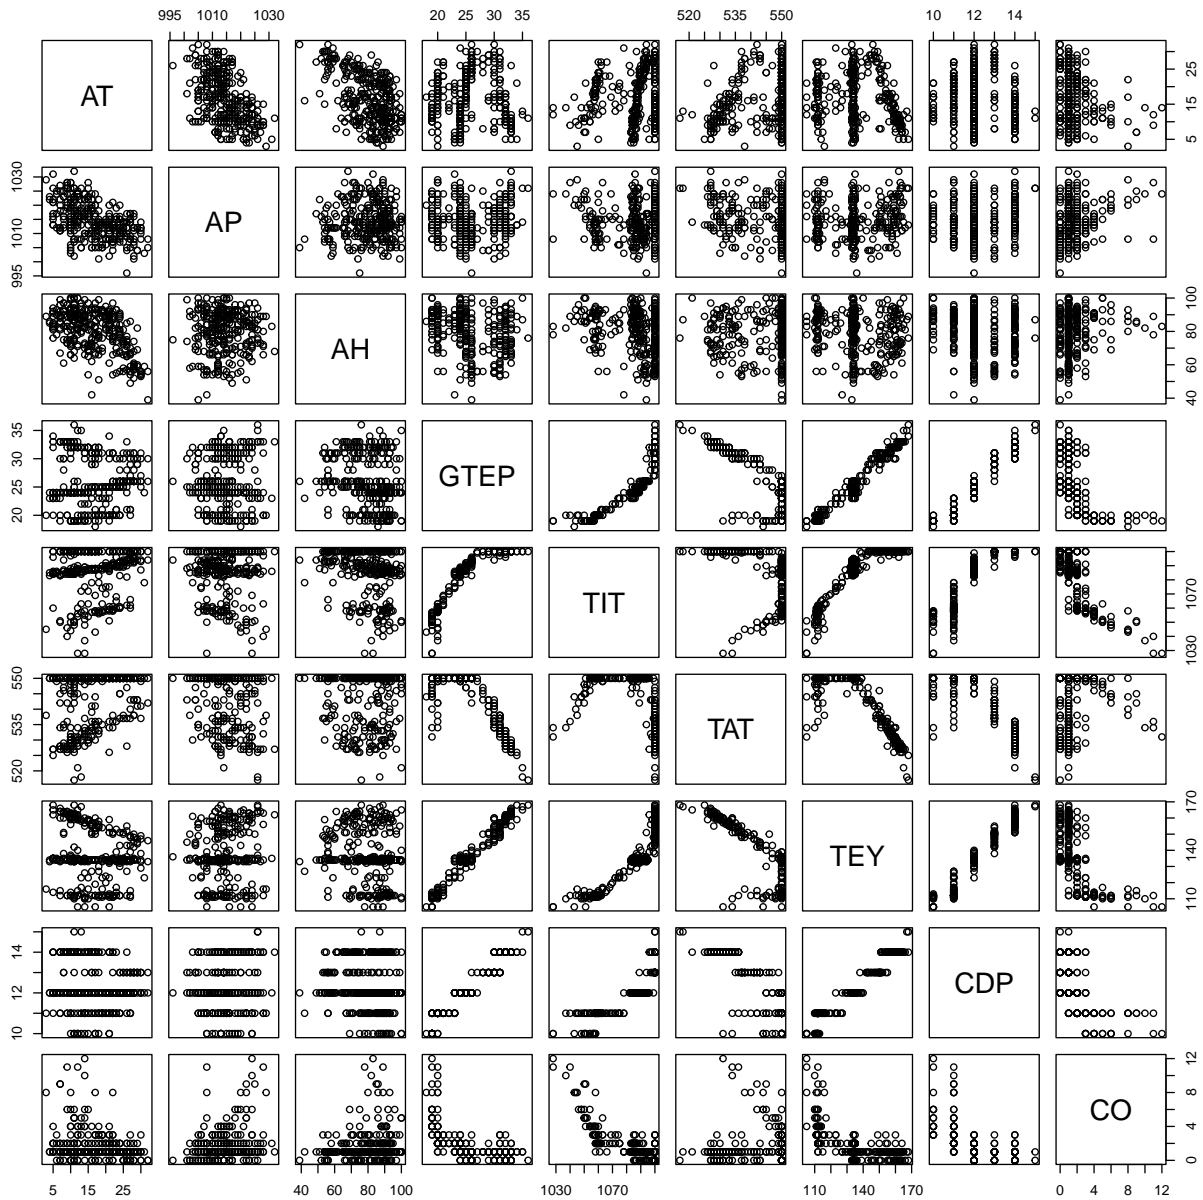 995 1010 1030 20 25 30 35 520 535 550 10 12 14
AT 5 15 25
995 1010 1030 AP
AH 40 60 80 100
20 25 30 35 GTEP
TIT 1030 1070
520 535 550 TAT
TEY 110 140 170
10 12 14 CDP
CO 0 4 8 12
5 15 25 40 60 80 100 1030 1070 110 140 170 0 4 8 12